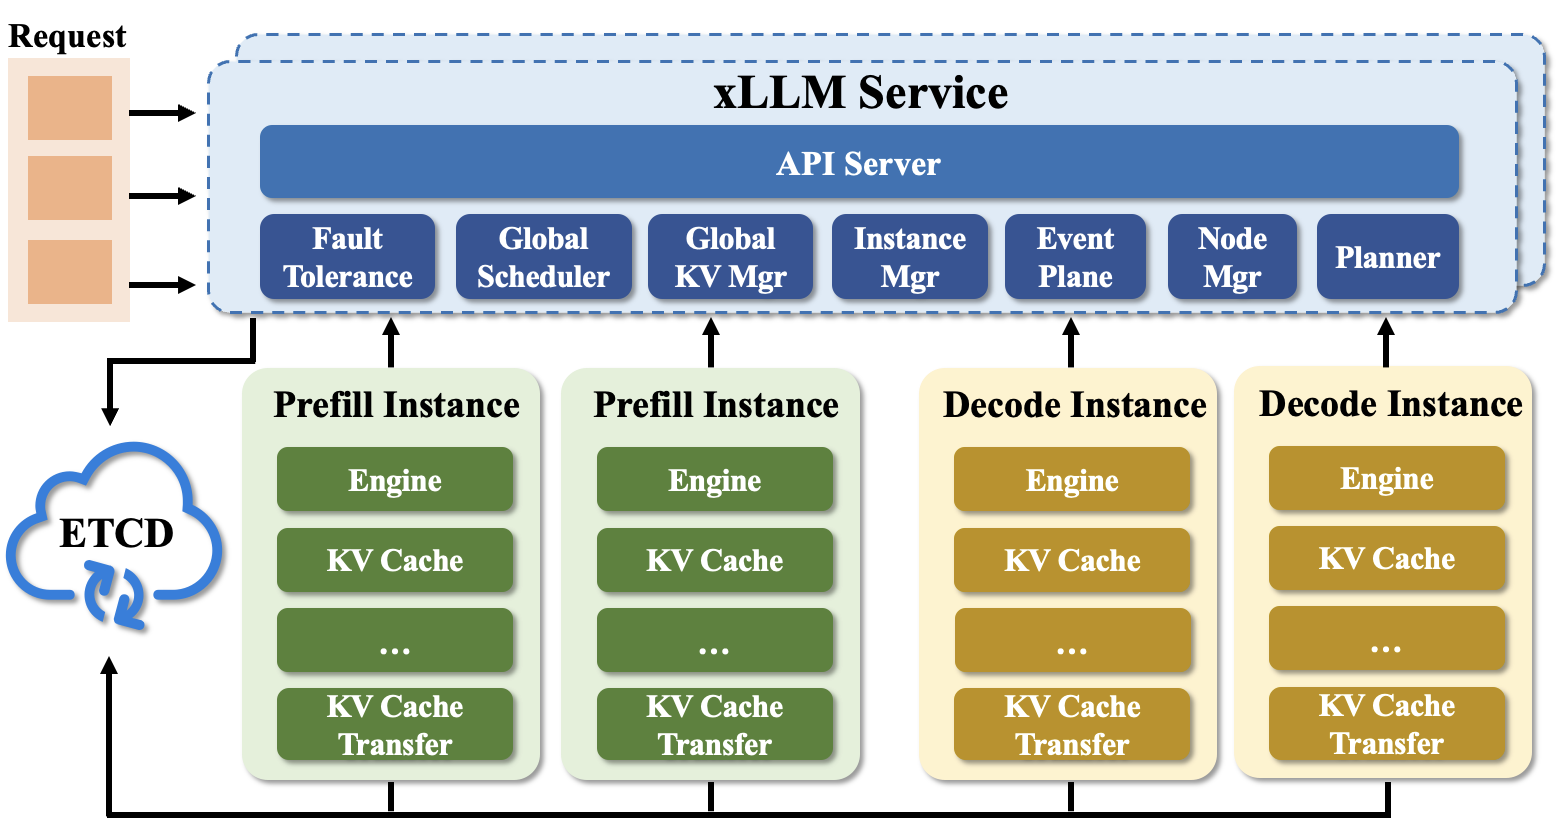 Request
xLLM Service
API Server
Fault
Tolerance
Global
Scheduler
Global
KV Mgr
Instance
Mgr
Event
Plane
Node
Mgr
Planner
ETCD
Prefill Instance
Engine
KV Cache
...
KV Cache
Transfer
Prefill Instance
Engine
KV Cache
...
KV Cache
Transfer
Decode Instance
Engine
KV Cache
...
KV Cache
Transfer
Decode Instance
Engine
KV Cache
...
KV Cache
Transfer